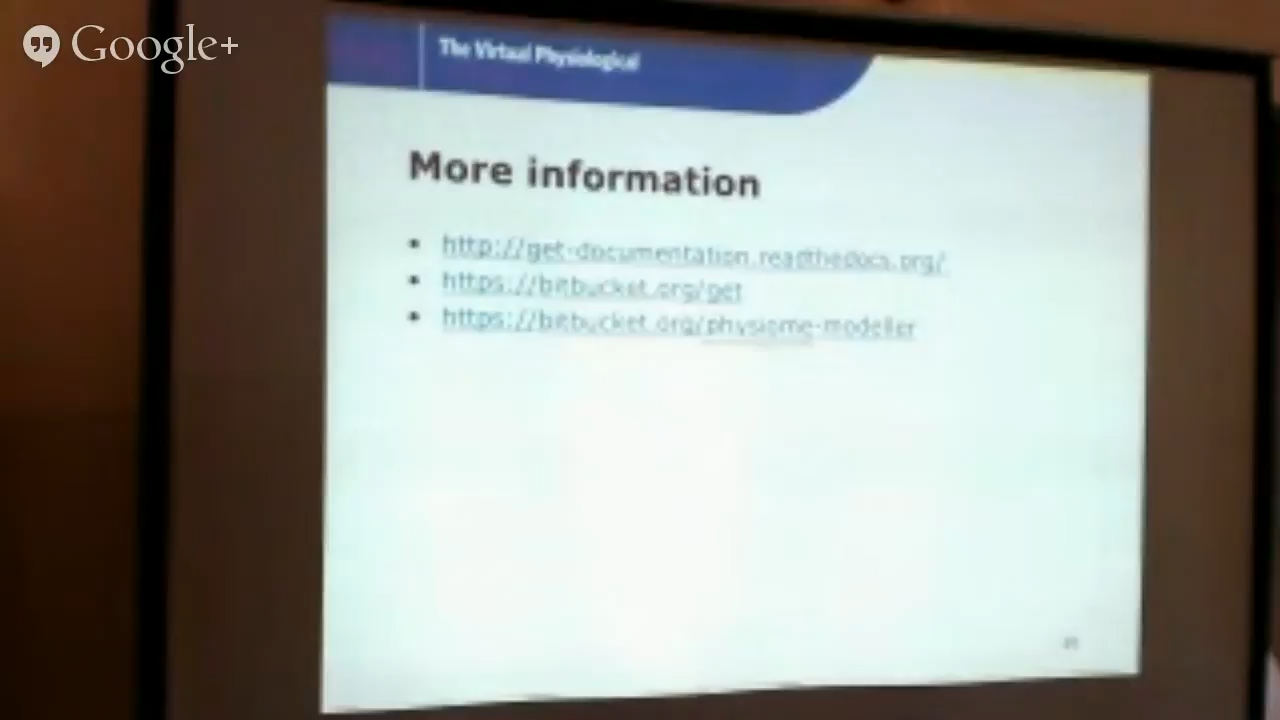 Google+
The Virtual Physiological
More information
http://get-documentation.readthedocs.org/
https://bitbucket.org/get
https://bitbucket.org/physiome-modeller